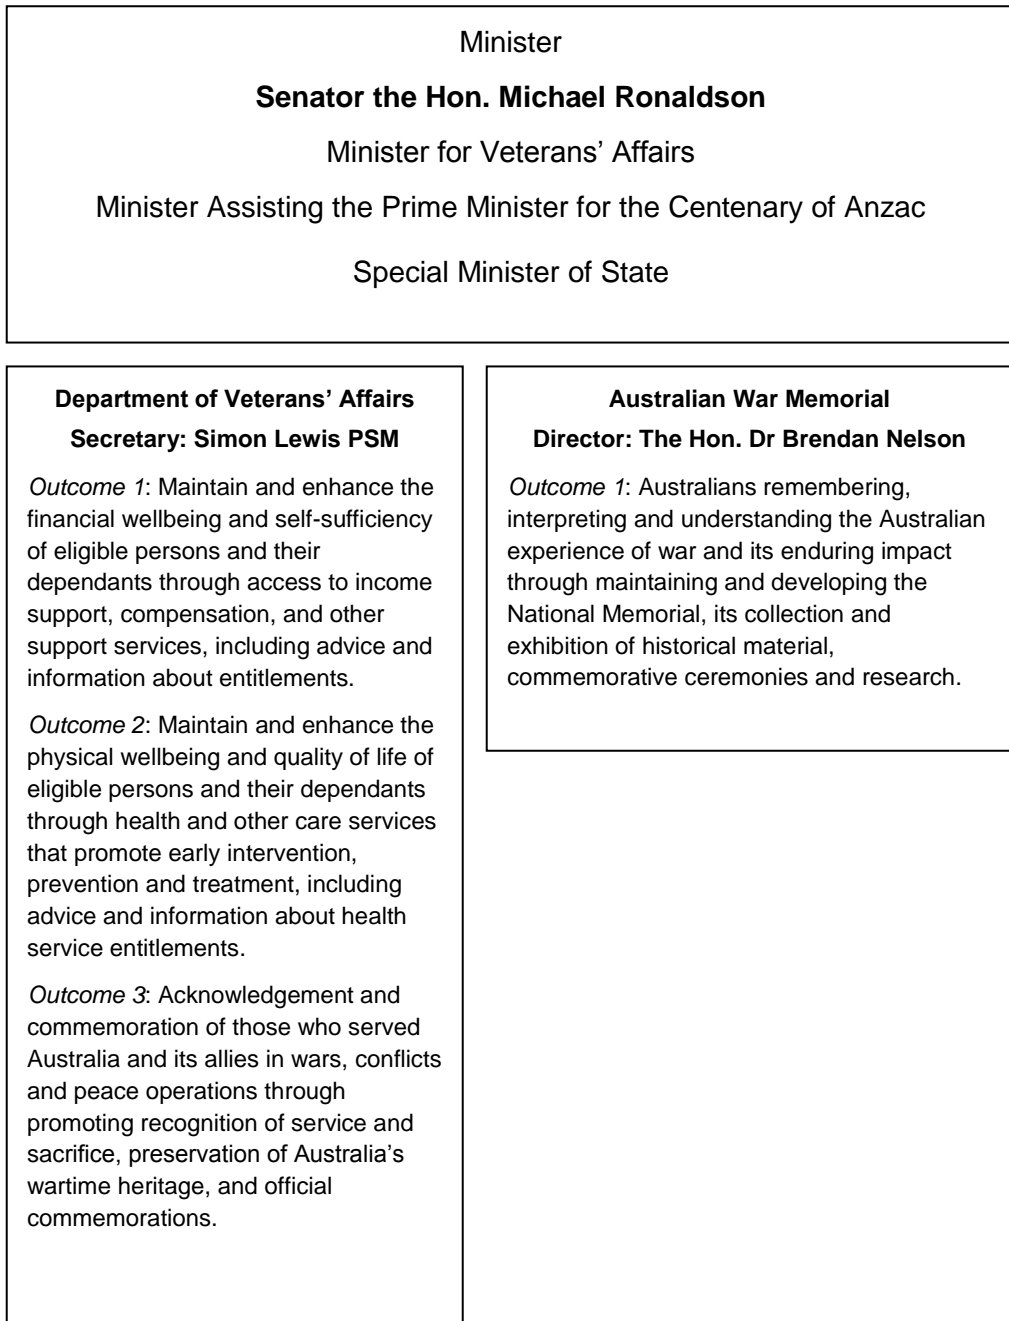 Minister
Senator the Hon. Michael Ronaldson
Minister for Veterans’ Affairs
Minister Assisting the Prime Minister for the Centenary of Anzac
Special Minister of State
Department of Veterans’ Affairs
Secretary: Simon Lewis PSM
Outcome 1: Maintain and enhance the
financial wellbeing and self-sufficiency
of eligible persons and their
dependants through access to income
support, compensation, and other
support services, including advice and
information about entitlements.
Outcome 2: Maintain and enhance the
physical wellbeing and quality of life of
eligible persons and their dependants
through health and other care services
that promote early intervention,
prevention and treatment, including
advice and information about health
service entitlements.
Outcome 3: Acknowledgement and
commemoration of those who served
Australia and its allies in wars, conflicts
and peace operations through
promoting recognition of service and
sacrifice, preservation of Australia’s
wartime heritage, and official
commemorations.
Australian War Memorial
Director: The Hon. Dr Brendan Nelson
Outcome 1: Australians remembering,
interpreting and understanding the Australian
experience of war and its enduring impact
through maintaining and developing the
National Memorial, its collection and
exhibition of historical material,
commemorative ceremonies and research.